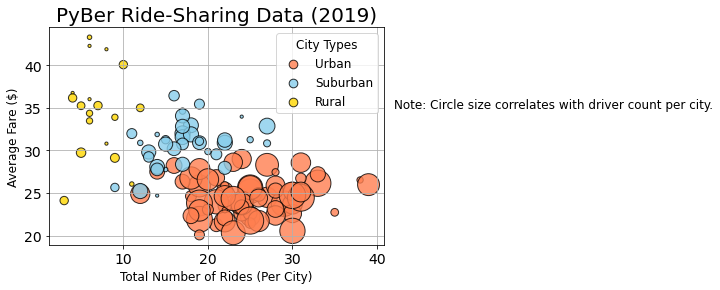 PyBer Ride-Sharing Data (2019)
City Types
Urban
Suburban
Rural
Note: Circle size correlates with driver count per city.
Average Fare ($)
40
35
30
25
20
10
20
30
40
Total Number of Rides (Per City)